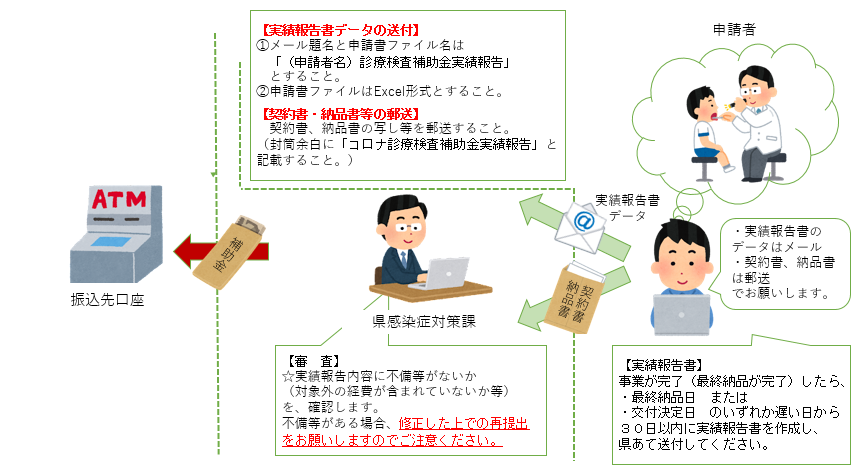 【実績報告書データの送付】
①メール題名と申請書ファイル名は
「（申請者名）診療検査補助金実績報告」
とすること。
②申請書ファイルはExcel形式とすること。
【契約書・納品書等の郵送】
契約書、納品書の写し等を郵送すること。
（封筒余白に「コロナ診療検査補助金実績報告」と
記載すること。）
申請者
実績報告書
データ
@
・実績報告書の
データはメール
・契約書、納品書
は郵送
でお願いします。
契約書
納品書
ATM
補助金
振込先口座
県感染症対策課
【審　査】
☆実績報告内容に不備等がないか
（対象外の経費が含まれていないか等）
を、確認します。
不備等がある場合、修正した上での再提出
をお願いしますのでご注意ください。
【実績報告書】
事業が完了（最終納品が完了）したら、
・最終納品日　または
・交付決定日　のいずれか遅い日から
３０日以内に実績報告書を作成し、
県あて送付してください。